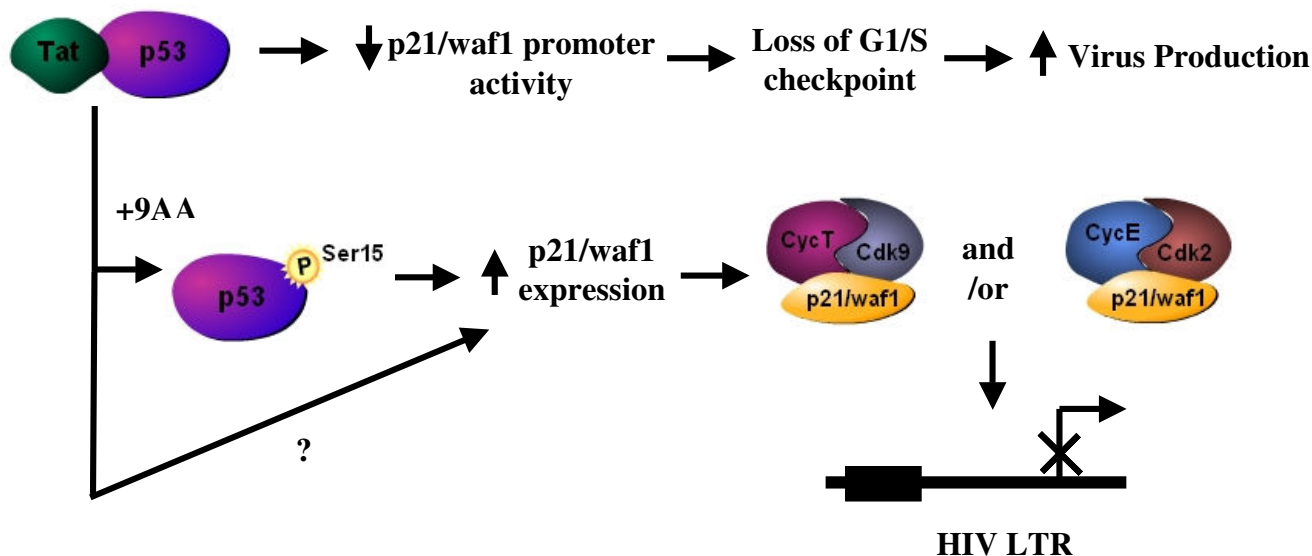 Tat
p53
p21/waf1 promoter
activity
Loss of G1/S
checkpoint
Virus Production
+9AA
p53
P
Ser15
p21/waf1
expression
CycT
Cdk9
p21/waf1
and
/or
CycE
Cdk2
p21/waf1
?
HIV LTR